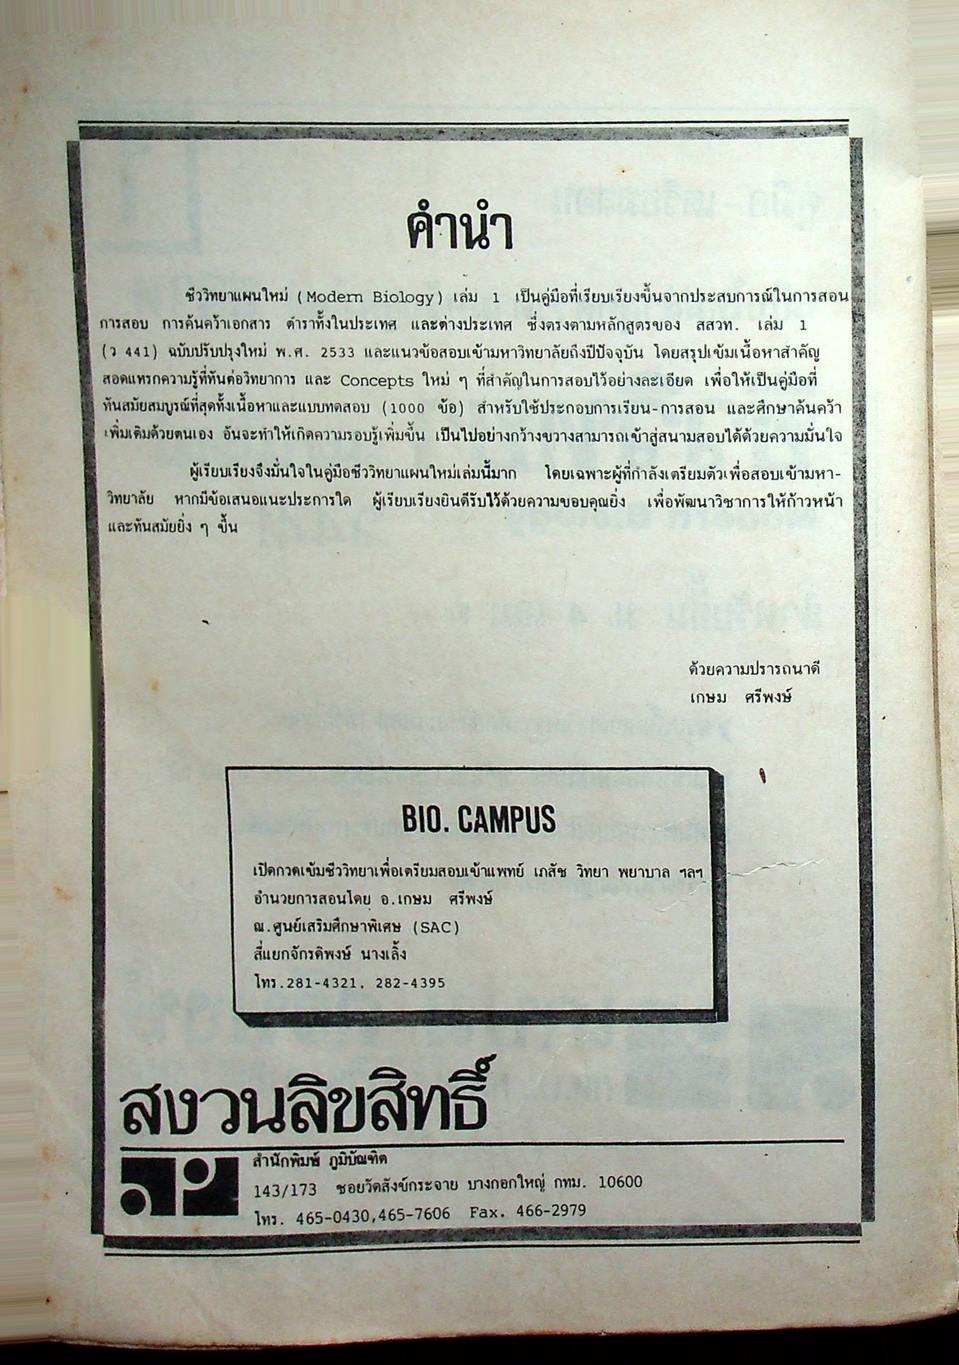 คำนำ
ชีววิทยาแผนใหม่ (Modern Biology) เล่ม 1 เป็นคู่มือที่เรียบเรียงขึ้นจากประสบการณ์ในการสอน
การสอบ การค้นคว้าเอกสาร ตำราทั้งในประเทศ และต่างประเทศ ซึ่งตรงตามหลักสูตรของ สสวท. เล่ม 1
(ว 441) ฉบับปรับปรุงใหม่ พ.ศ. 2533 และแนวข้อสอบเข้ามหาวิทยาลัยถึงปีปัจจุบัน โดยสรุปเข้มเนื้อหาสำคัญ
สอดแทรกความรู้ที่ทันต่อวิทยาการ และ Concepts ใหม่ ๆ ที่สำคัญในการสอบไว้อย่างละเอียด เพื่อให้เป็นคู่มือที่
ทันสมัยสมบูรณ์ที่สุดทั้งเนื้อหาและแบบทดสอบ (1000 ข้อ) สำหรับใช้ประกอบการเรียน-การสอน และศึกษาค้นคว้า
เพิ่มเติมด้วยตนเอง อันจะทำให้เกิดความรอบรู้เพิ่มขึ้น เป็นไปอย่างกว้างขวางสามารถเข้าสู่สนามสอบได้ด้วยความมั่นใจ
ผู้เรียบเรียงจึงมั่นใจในคู่มือชีววิทยาแผนใหม่เล่มนี้มาก โดยเฉพาะผู้ที่กำลังเตรียมตัวเพื่อสอบเข้ามหา-
วิทยาลัย หากมีข้อเสนอแนะประการใด ผู้เรียบเรียงยินดีรับไว้ด้วยความขอบคุณยิ่ง เพื่อพัฒนาวิชาการให้ก้าวหน้า
และทันสมัยยิ่ง ๆ ขึ้น
ด้วยความปรารถนาดี
เกษม ศรีพงษ์
BIO. CAMPUS
เปิดกวดเข้มชีววิทยาเพื่อเตรียมสอบเข้าแพทย์ เภสัช วิทยา พยาบาล ฯลฯ
อำนวยการสอนโดย อ.เกษม ศรีพงษ์
ณ.ศูนย์เสริมศึกษาพิเศษ (SAC)
สี่แยกจักรดิพงษ์ นางเลิ้ง
โทร.281-4321, 282-4395
สงวนลิขสิทธิ์
สำนักพิมพ์ ภูมิบัณฑิต
143/173 ซอยวัดสังข์กระจาย บางกอกใหญ่ กทม. 10600
โทร. 465-0430,465-7606 Fax. 466-2979